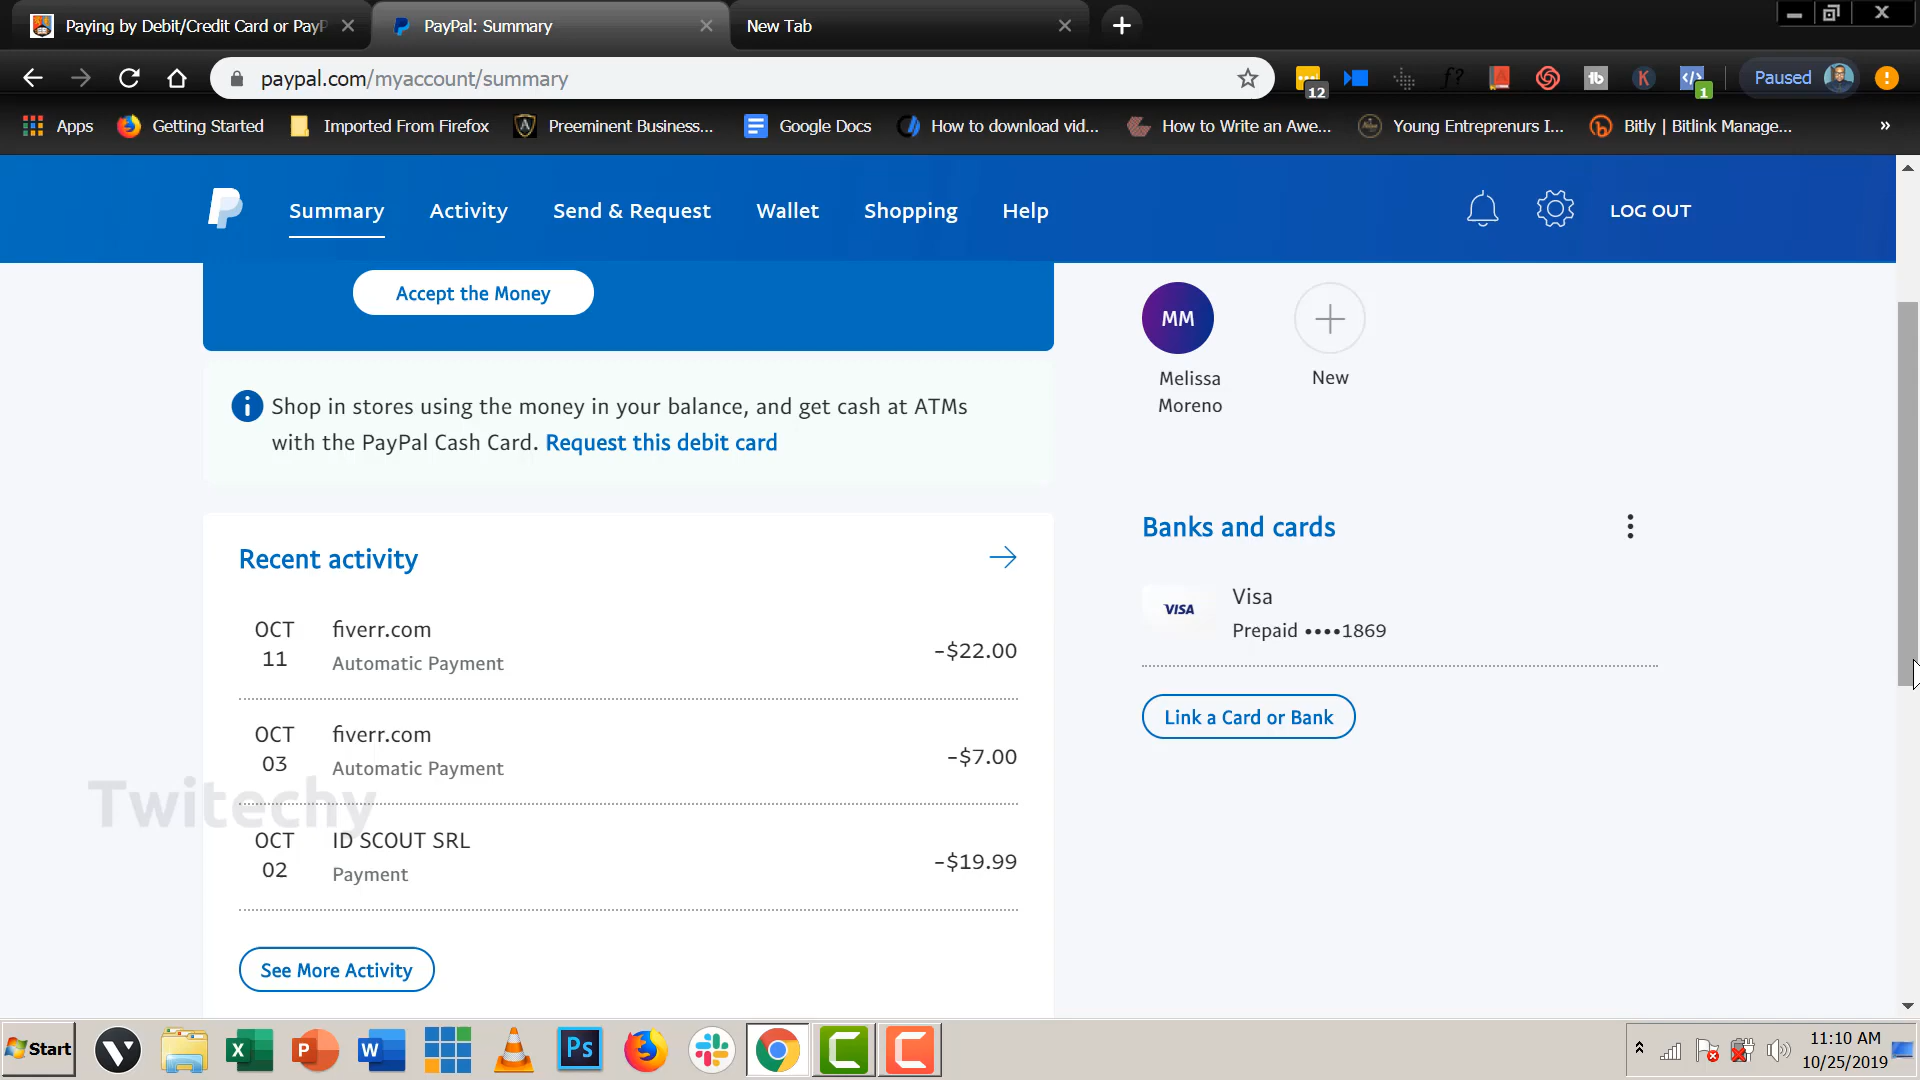 Paying by Debit/Credit Card or PayP
PayPal: Summary
New Tab
paypal.com/myaccount/summary
12
f?
K
1
Paused
Apps
Getting Started
Imported From Firefox
Preeminent Business...
Google Docs
How to download vid...
How to Write an Awe...
Young Entreprenurs I...
Bitly | Bitlink Manage...
»
Summary
Activity
Send & Request
Wallet
Shopping
Help
LOG OUT
Accept the Money
MM
Melissa
Moreno
New
Shop in stores using the money in your balance, and get cash at ATMs
with the PayPal Cash Card. Request this debit card
Banks and cards
VISA
Visa
Prepaid ••••1869
Link a Card or Bank
Recent activity
OCT
11
fiverr.com
Automatic Payment
-$22.00
OCT
03
fiverr.com
Automatic Payment
-$7.00
Twitechy
OCT
02
ID SCOUT SRL
Payment
-$19.99
See More Activity
Start
Ps
11:10 AM
10/25/2019